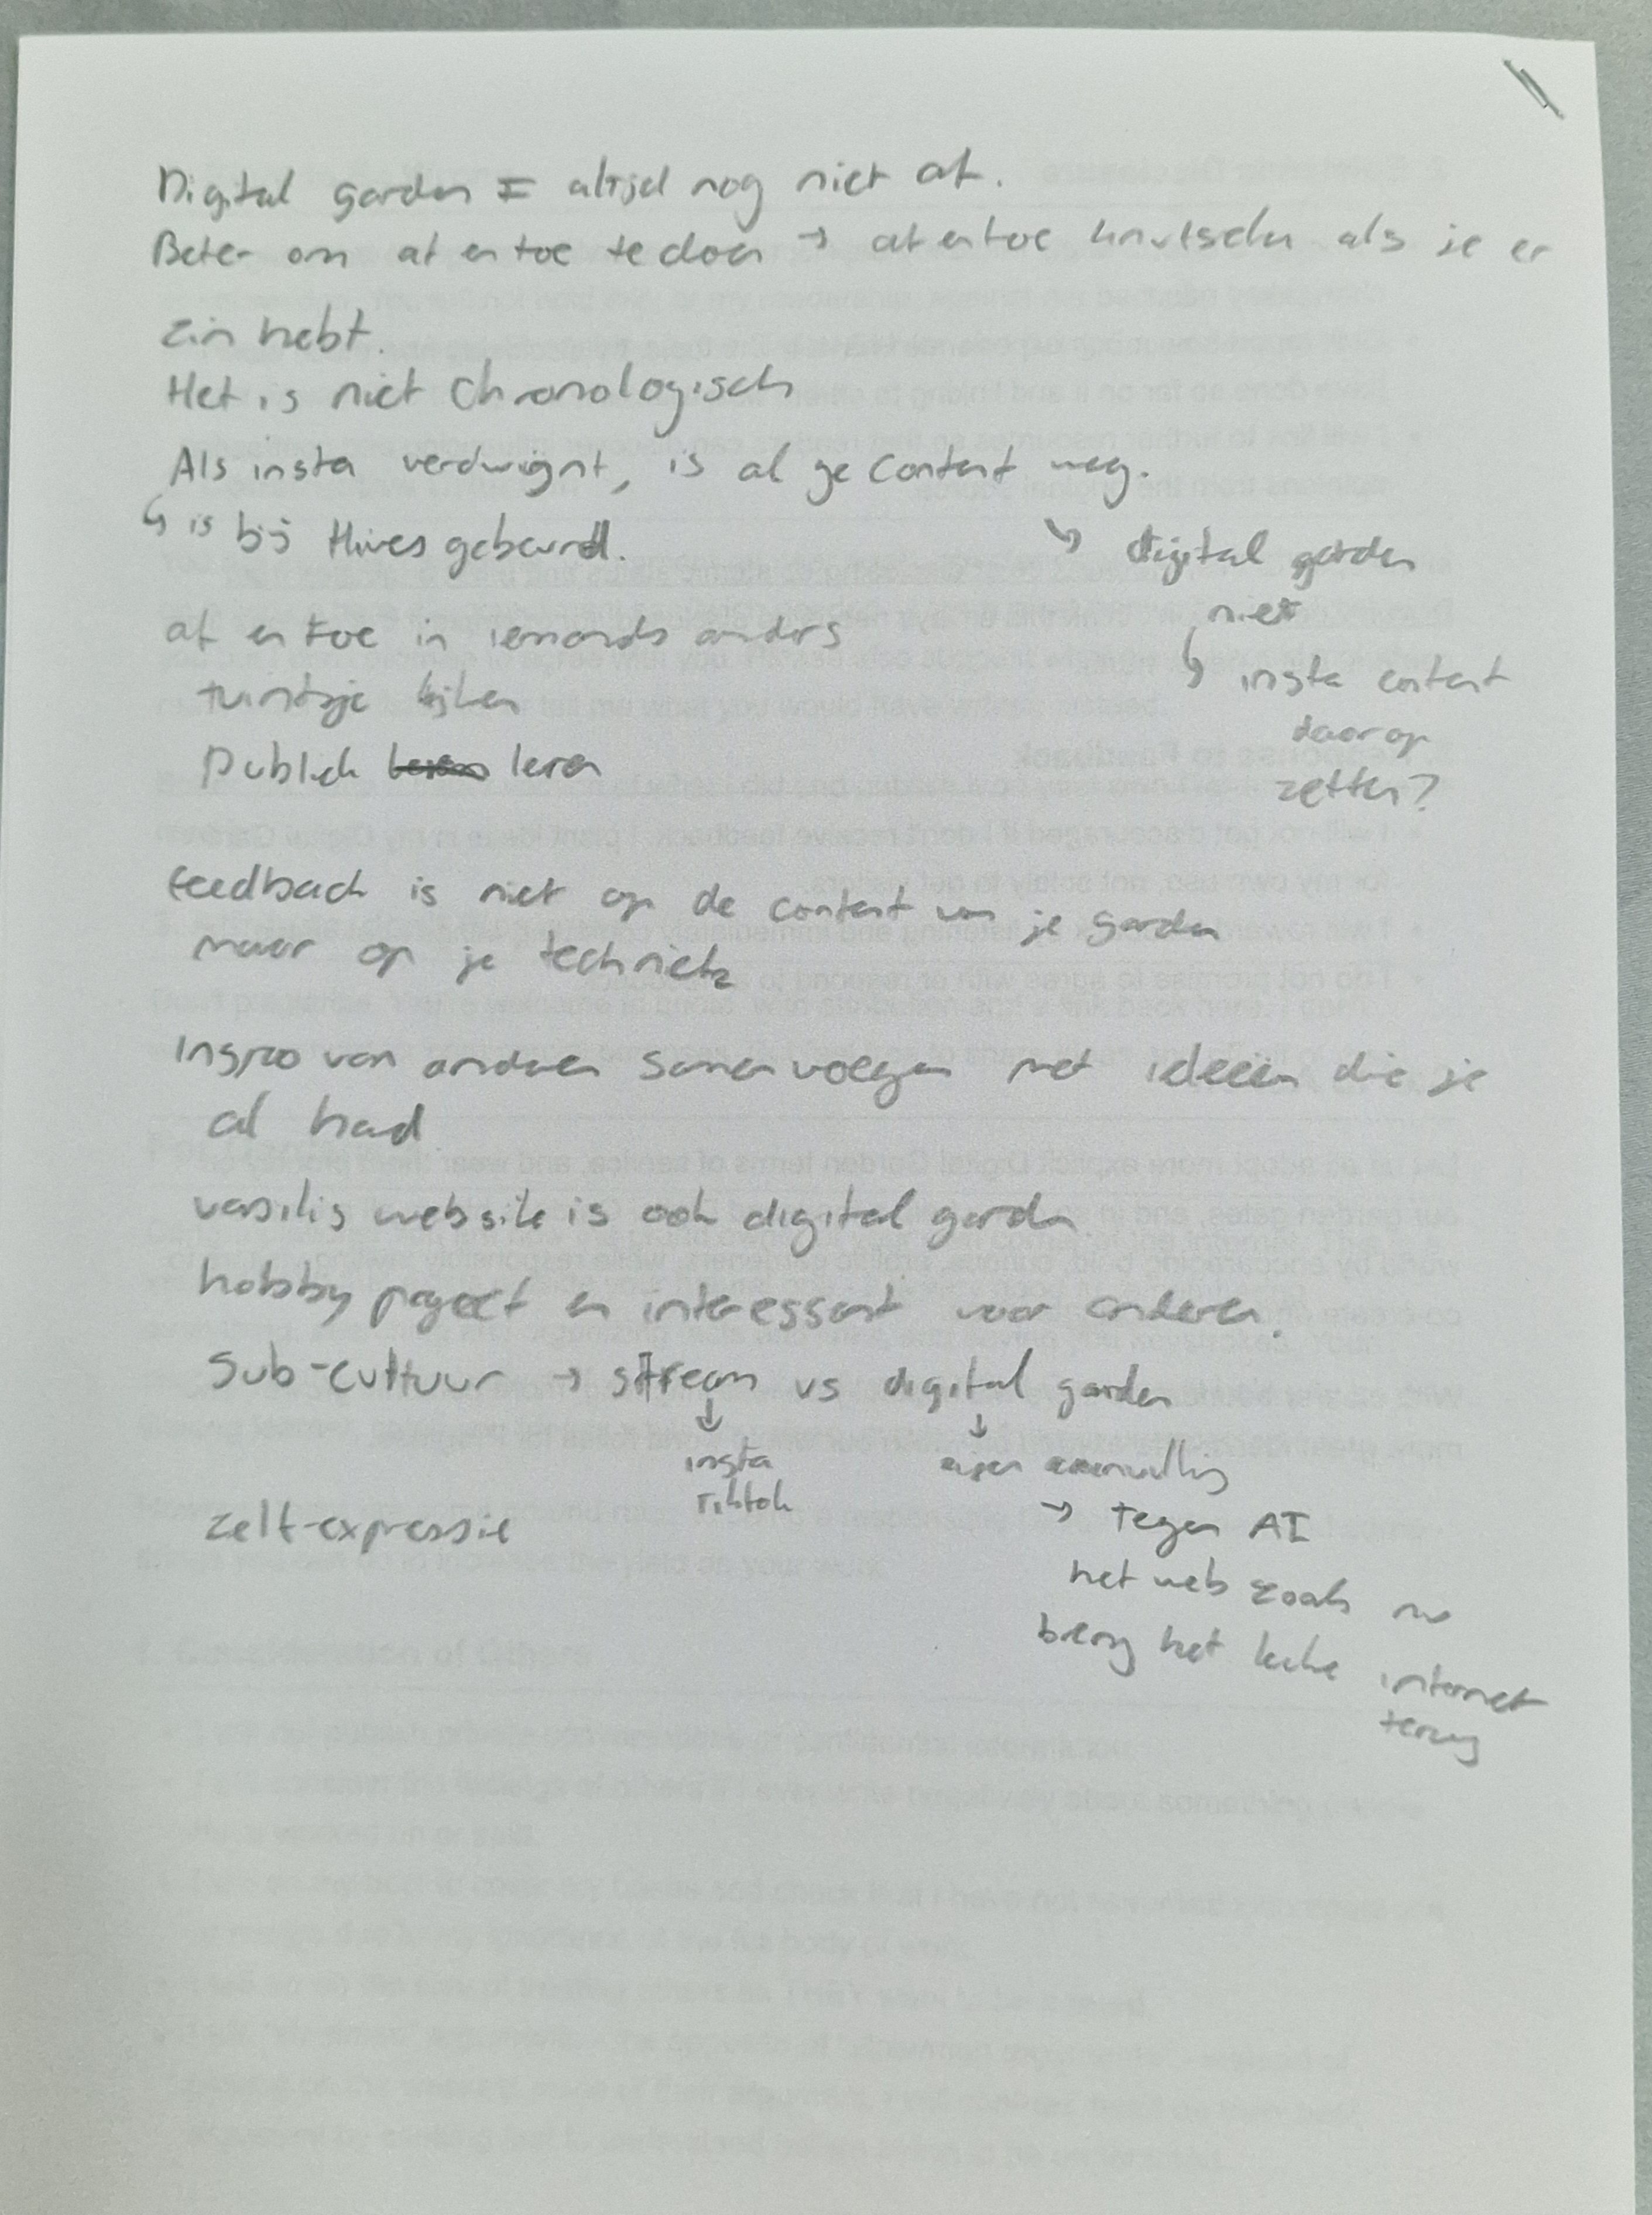 Digital garden = altijd nog niet af.
Beter om af en toe te doen → af en toe knutselen als je er
zin hebt.
Het is niet chronologisch
Als insta verdwijnt, is al je content weg.
↳ is bij Hives gebeurd.
↳ digital garden
niet
↳ insta content
daar op
zetten?
af en toe in iemands anders
tuintje kijken
Publiek leren
feedback is niet op de content van je garden
maar op je techniek
Inspo van anderen samenvoegen met ideeën die je
al had
vasilis website is ook digital garden
hobby project en interessant voor anderen.
Sub-cultuur → stream vs digital garden
↓ ↓
insta
tiktok
eigen
→ tegen AI
het web zoals nu
breng het leuke internet
terug
zelf-expressie